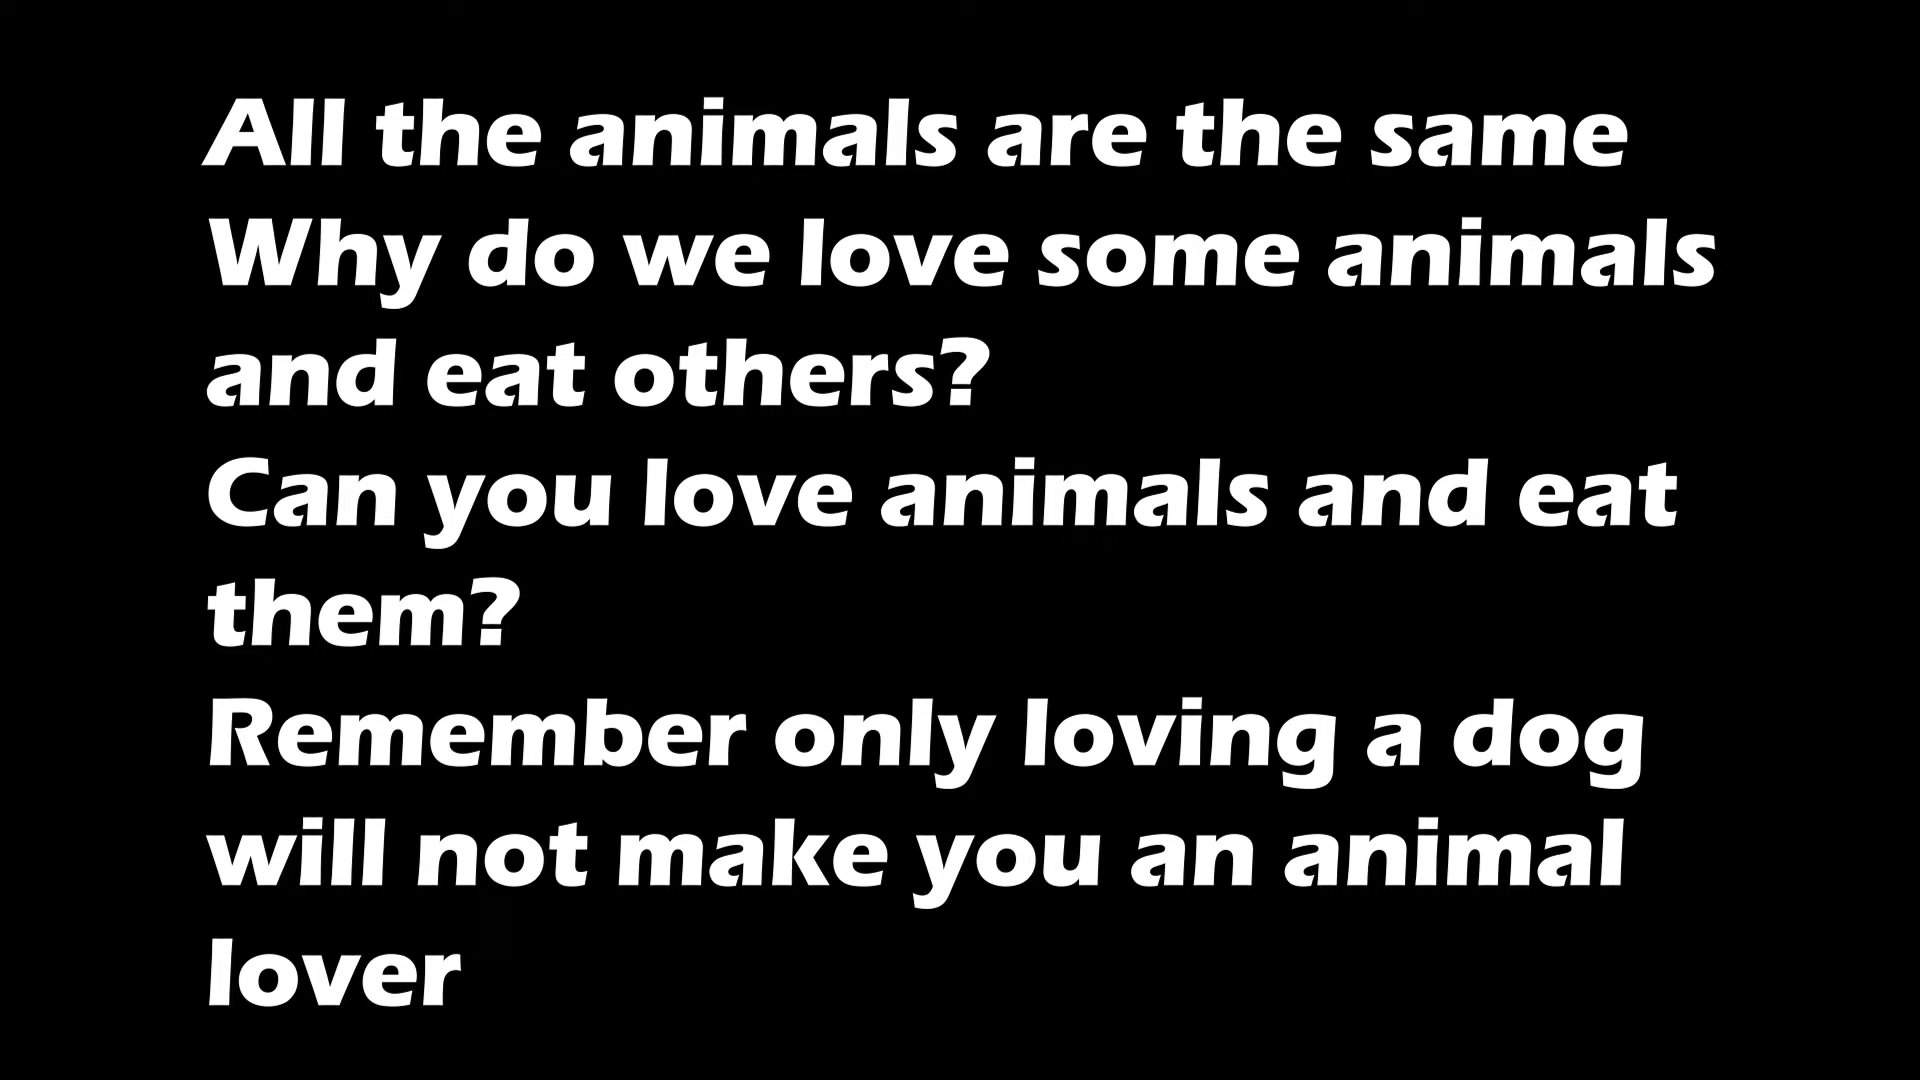 All the animals are the same
Why do we love some animals
and eat others?
Can you love animals and eat
them?
Remember only loving a dog
will not make you an animal
lover